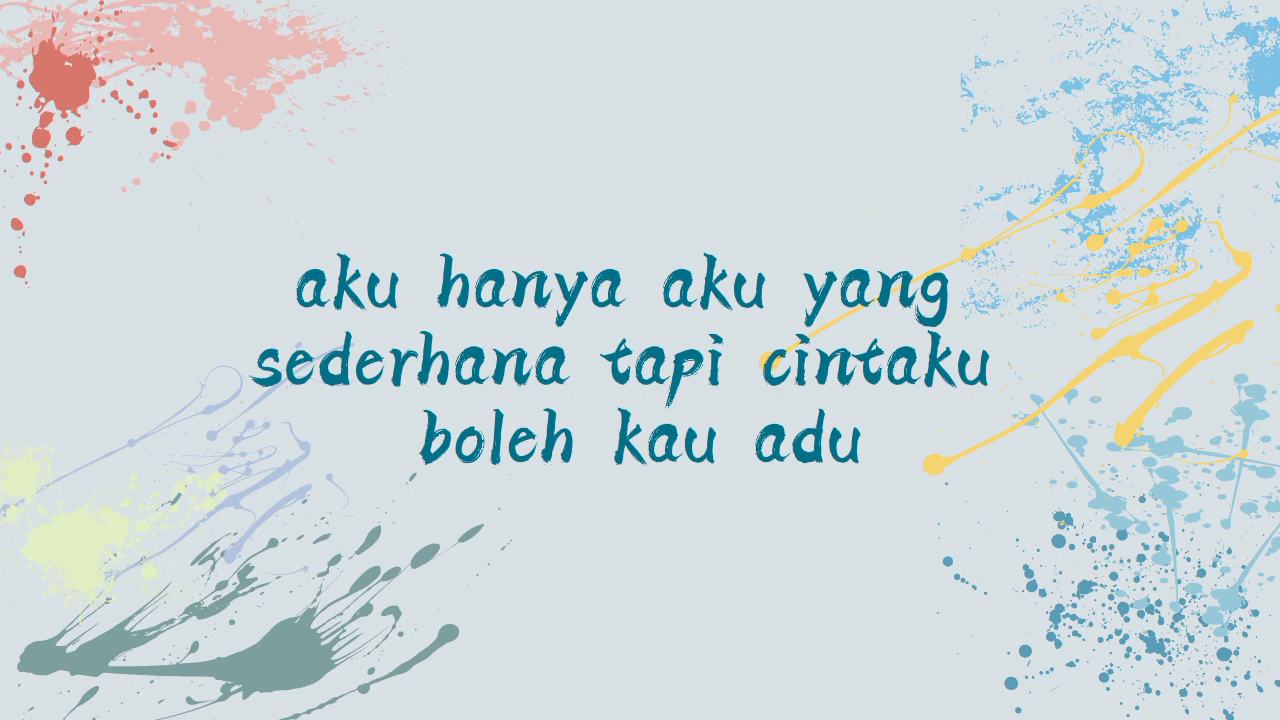 aku hanya aku yang
sederhana tapi cintaku
boleh kau adu